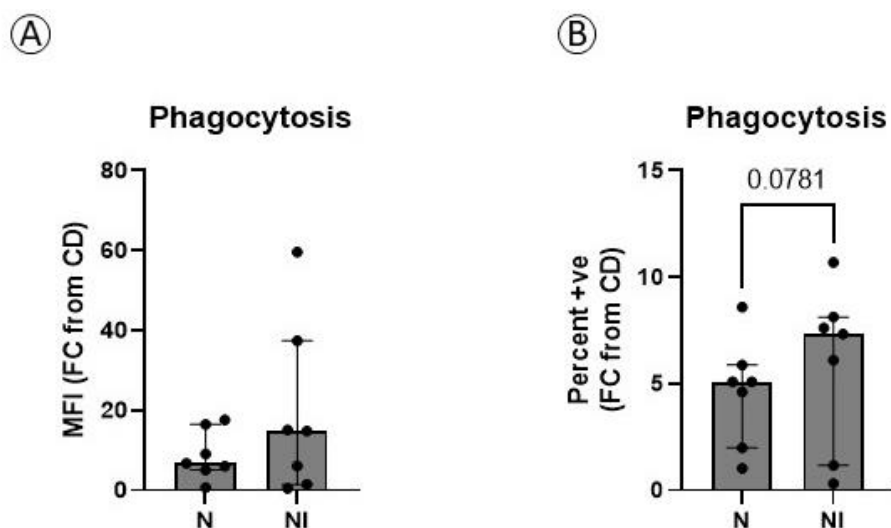 A
Phagocytosis
80
60
40
20
0
MFI (FC from CD)
N NI
B
Phagocytosis
0.0781
15
10
5
0
Percent +ve
(FC from CD)
N NI